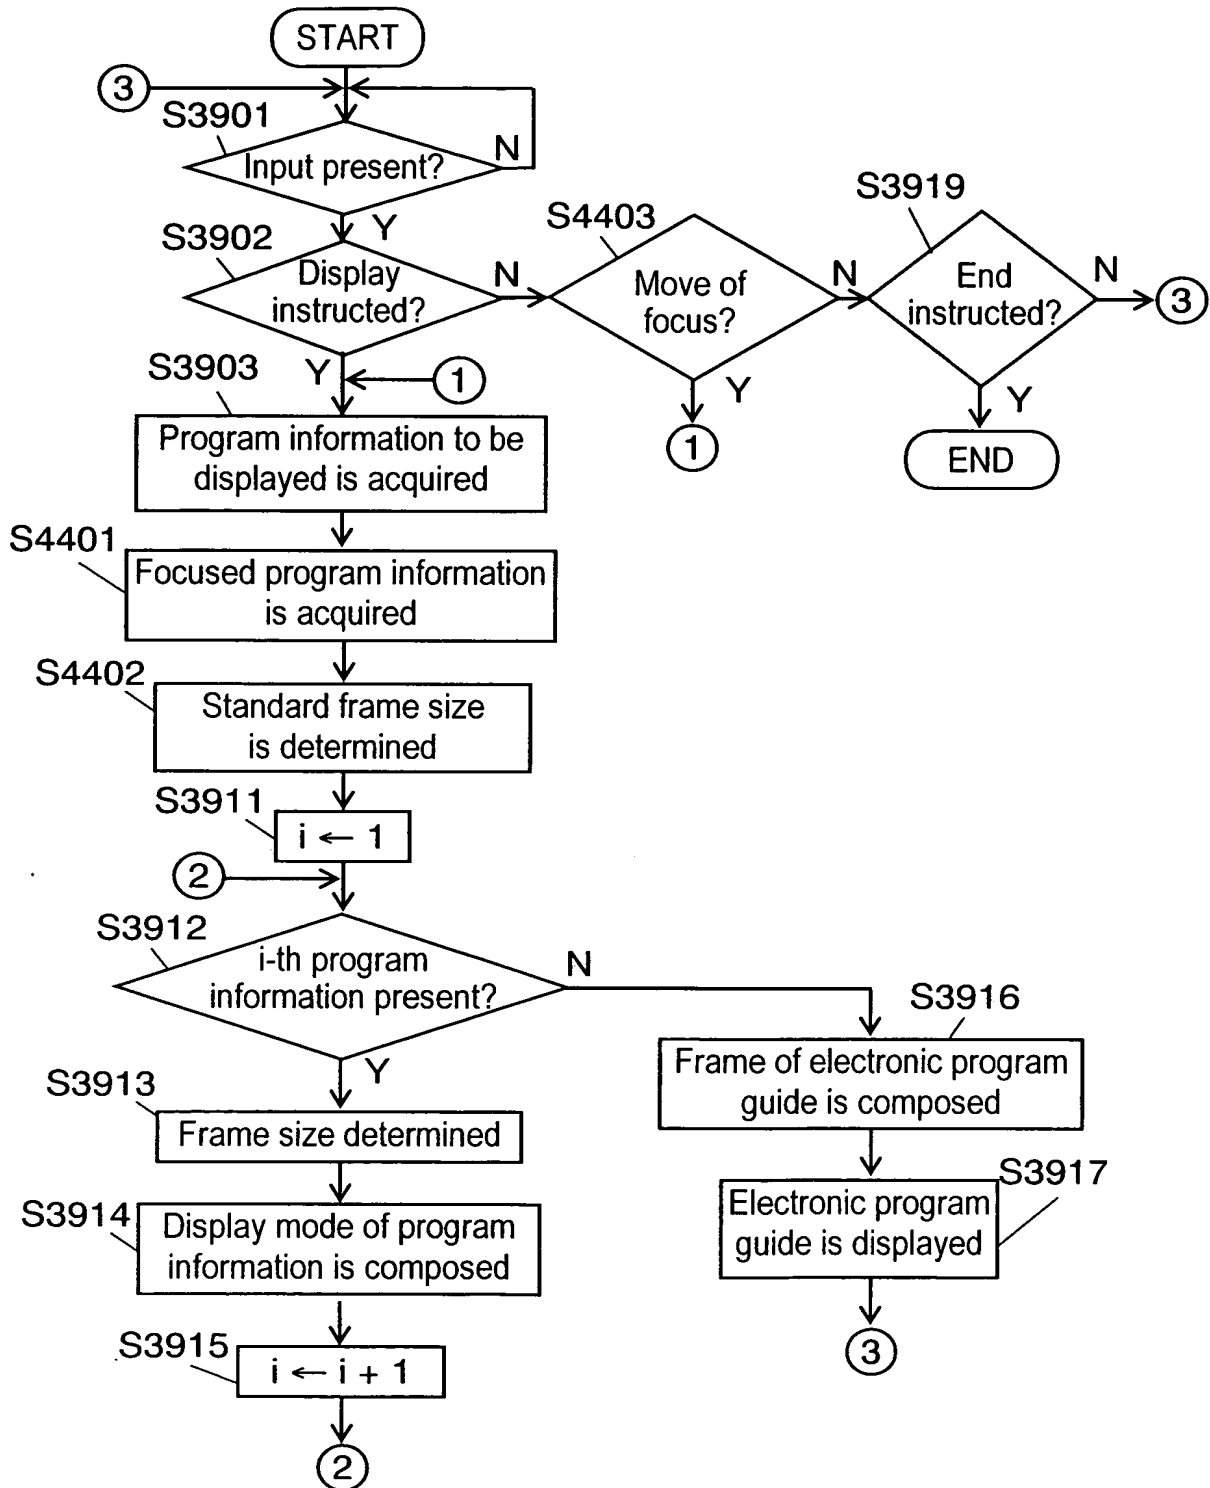 START
3
S3901
Input present?
N
Y
S3902
Display
instructed?
N
S4403
Move of
focus?
N
S3919
End
instructed?
N
3
Y
1
Y
1
Y
END
S3903
Program information to be
displayed is acquired
S4401
Focused program information
is acquired
S4402
Standard frame size
is determined
S3911
i ← 1
2
S3912
i-th program
information present?
N
Y
S3913
Frame size determined
S3914
Display mode of program
information is composed
S3915
i ← i + 1
2
S3916
Frame of electronic program
guide is composed
S3917
Electronic program
guide is displayed
3